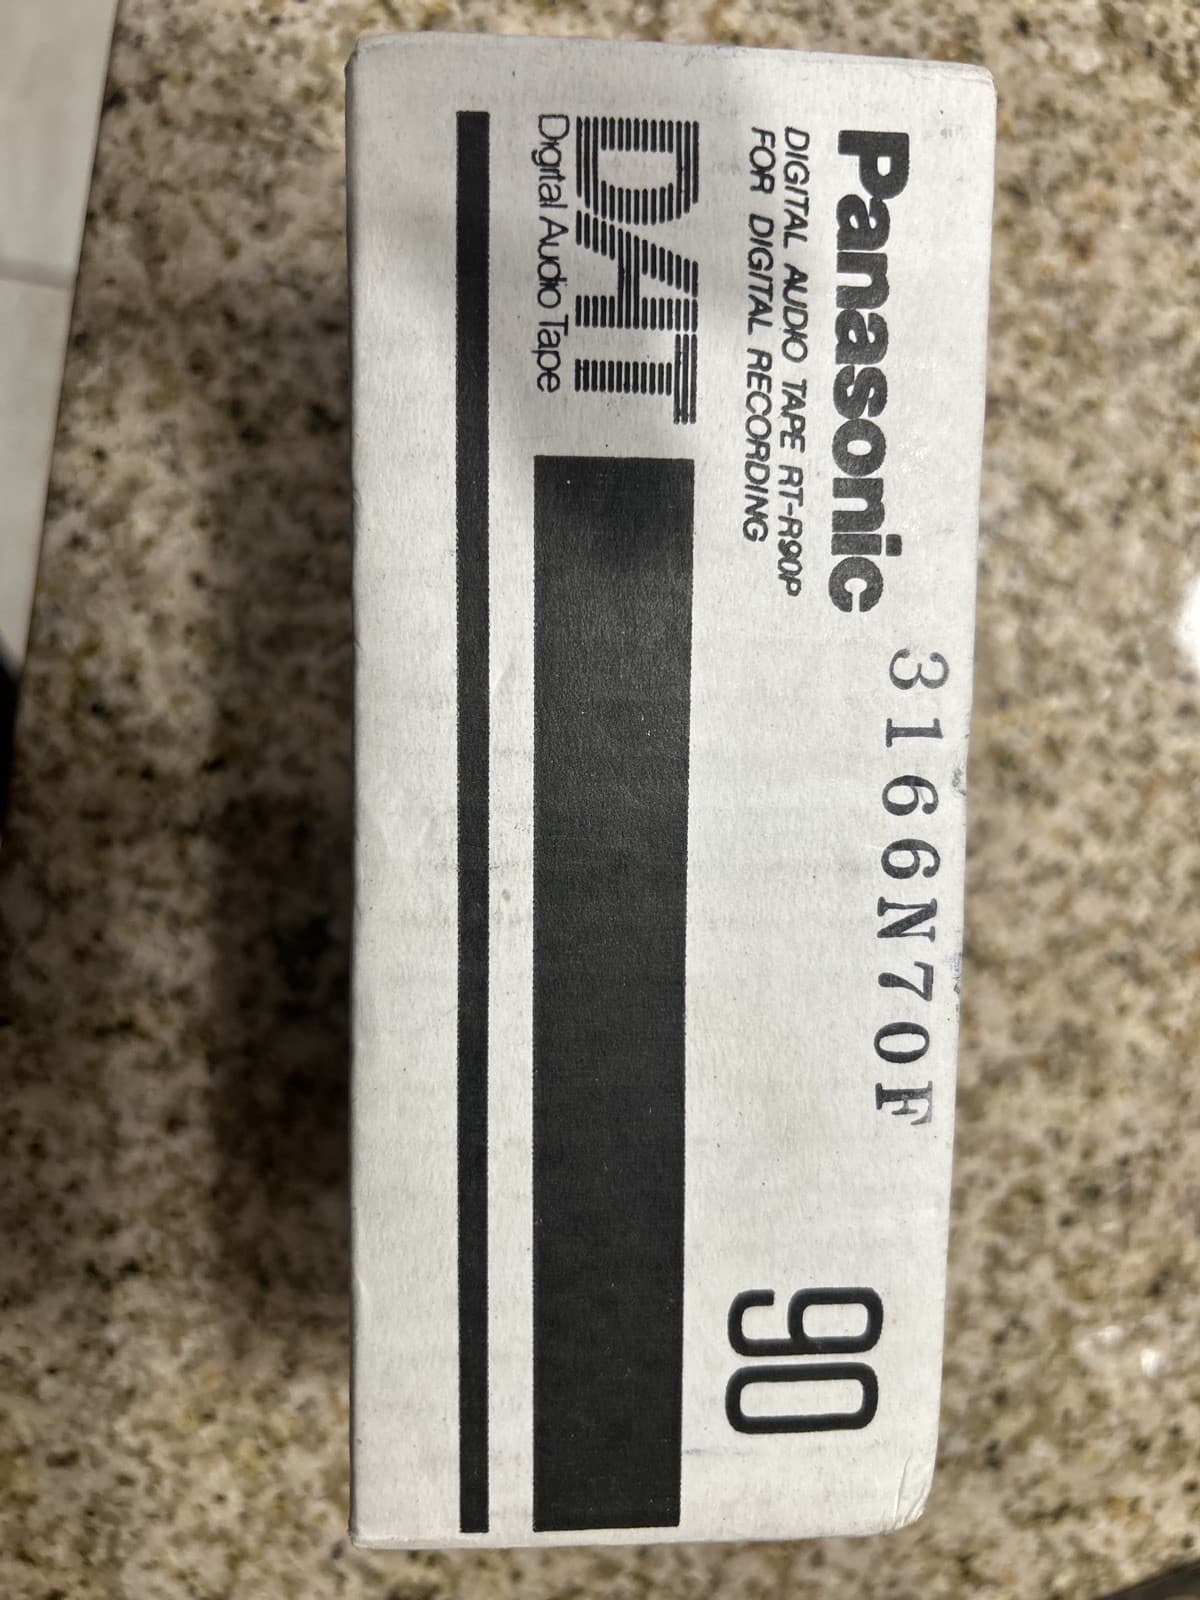 Panasonic
3166N70F
DIGITAL AUDIO TAPE RT-R90P
FOR DIGITAL RECORDING
90
DAT
Digital Audio Tape